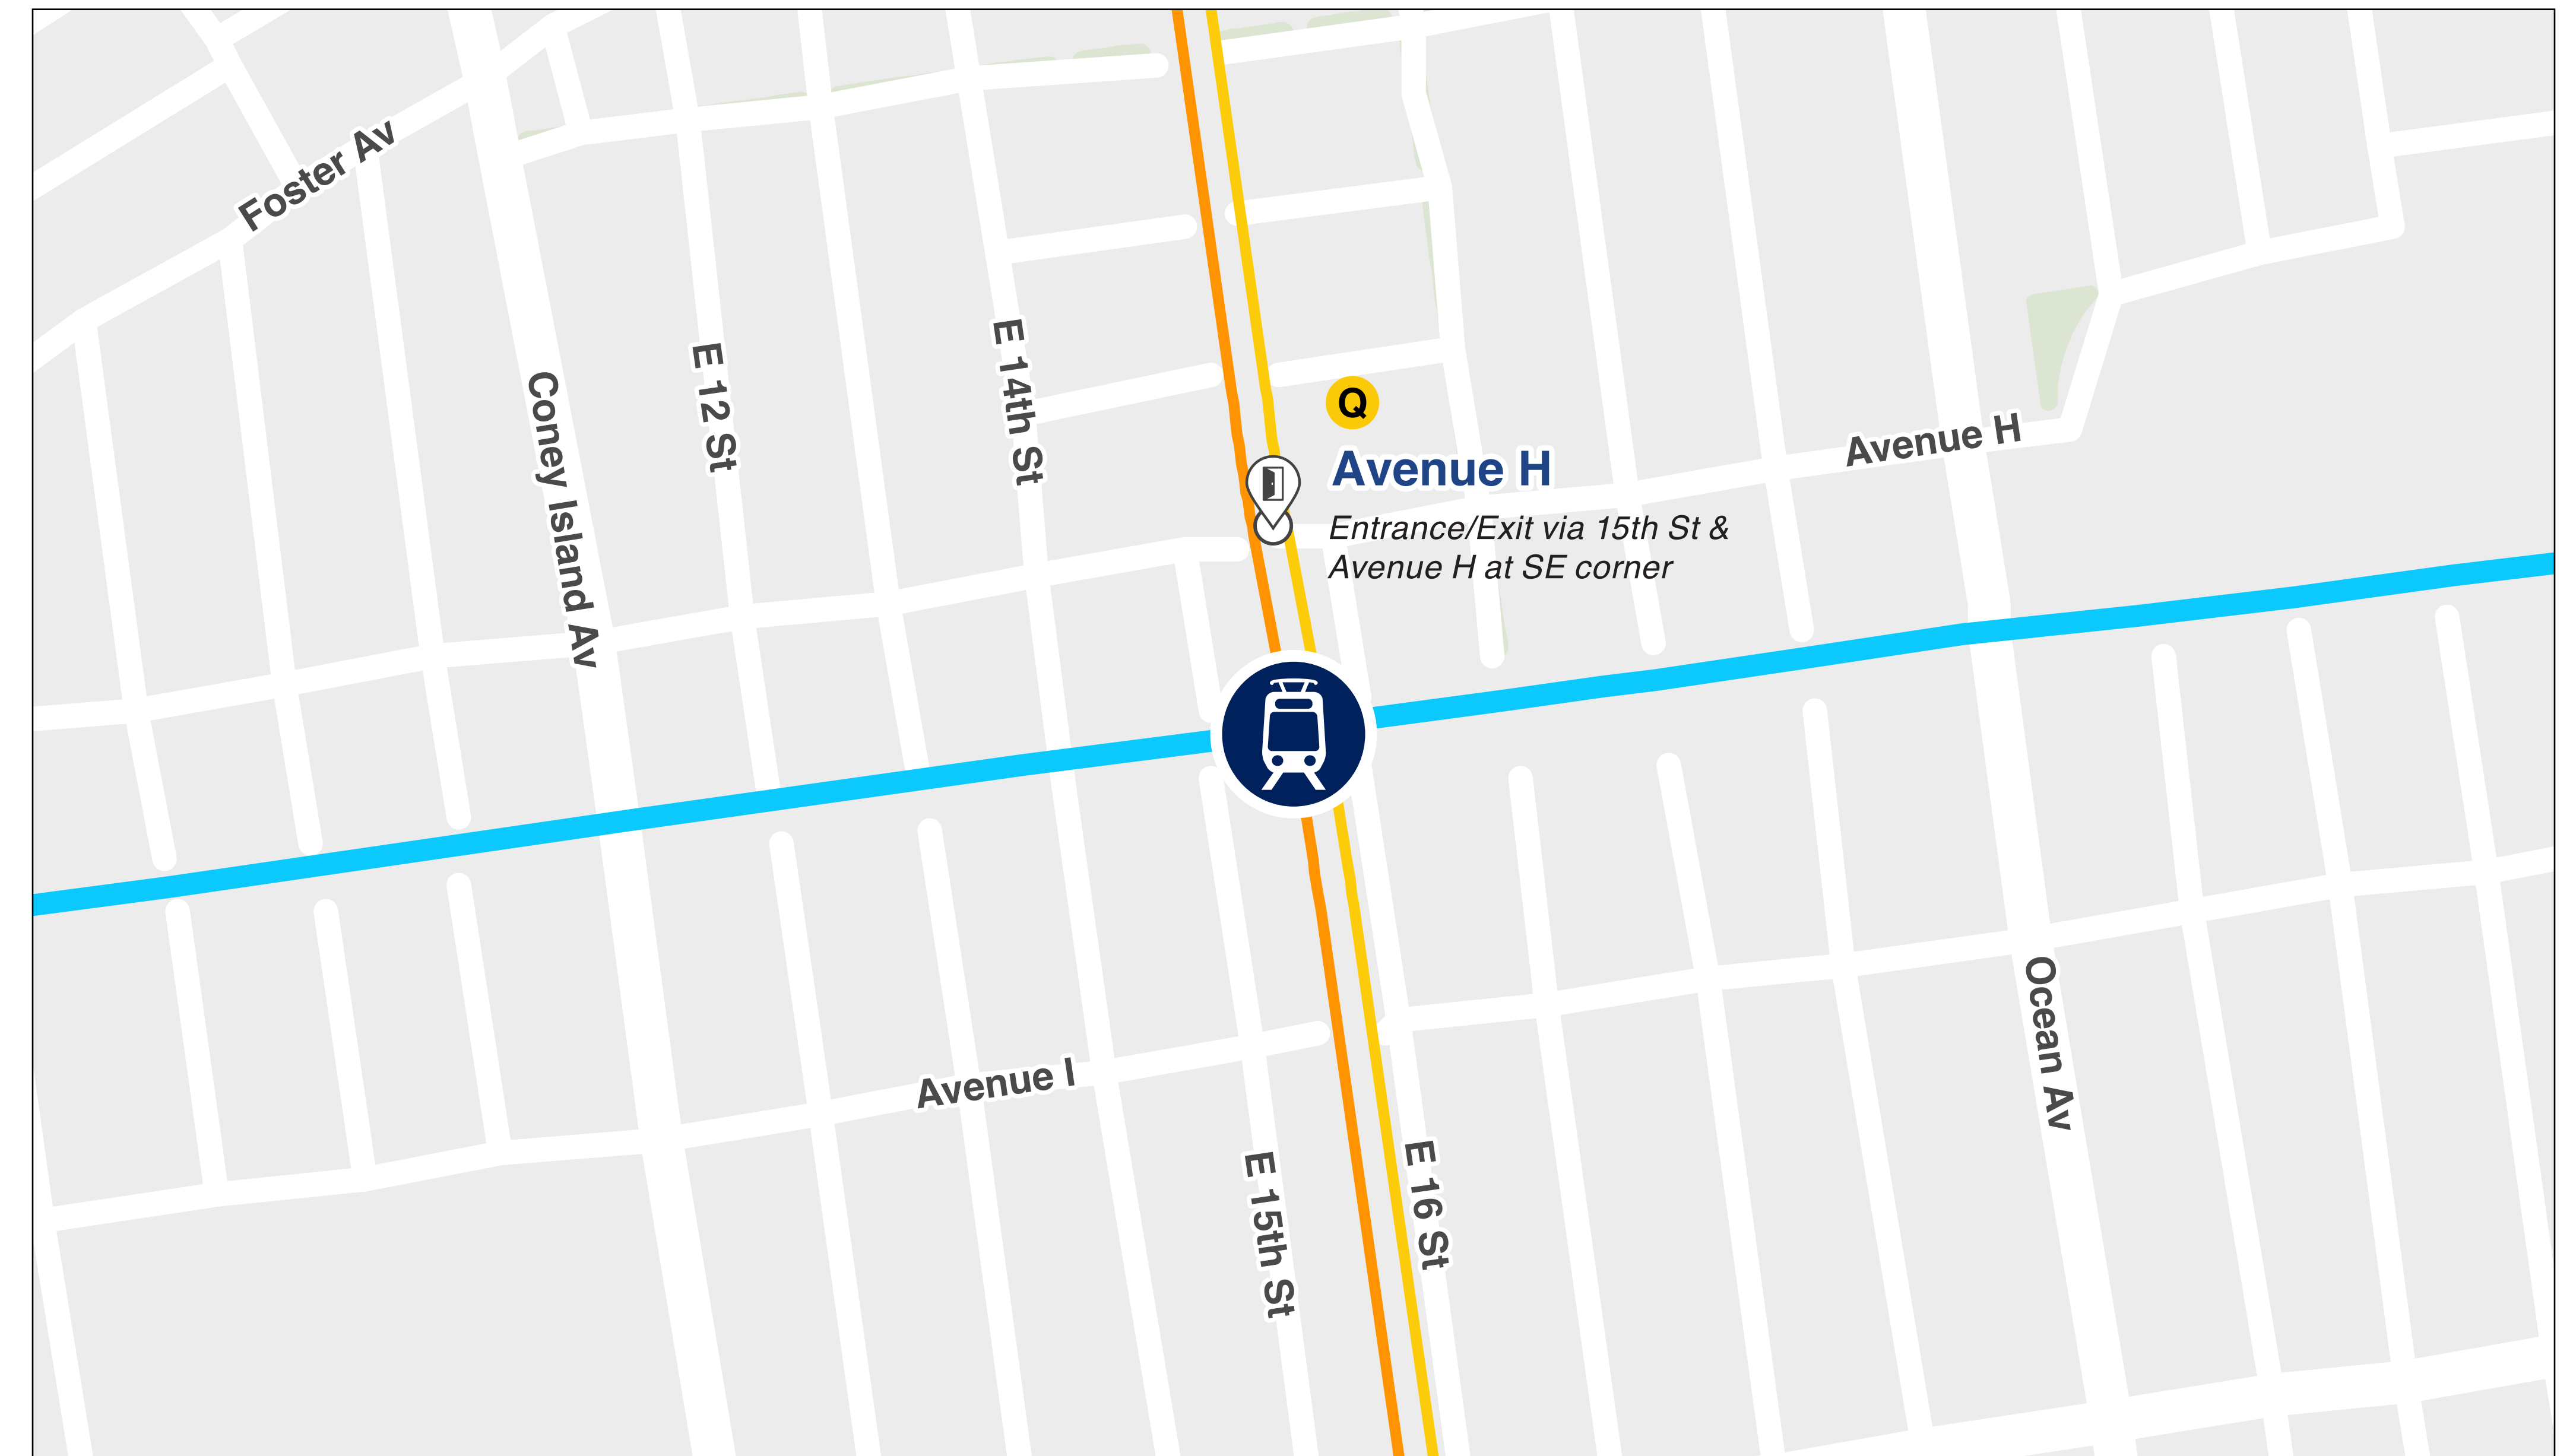 Foster Av
Coney Island Av
E 12 St
E 14th St
Q
Avenue H
Entrance/Exit via 15th St &
Avenue H at SE corner
Avenue H
Avenue I
E 15th St
E 16 St
Ocean Av